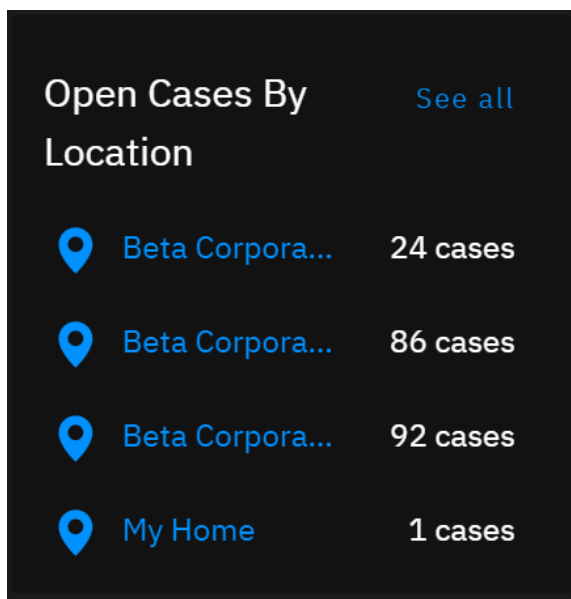 Open Cases By
Location
See all
Beta Corpora...
24 cases
Beta Corpora...
86 cases
Beta Corpora...
92 cases
My Home
1 cases